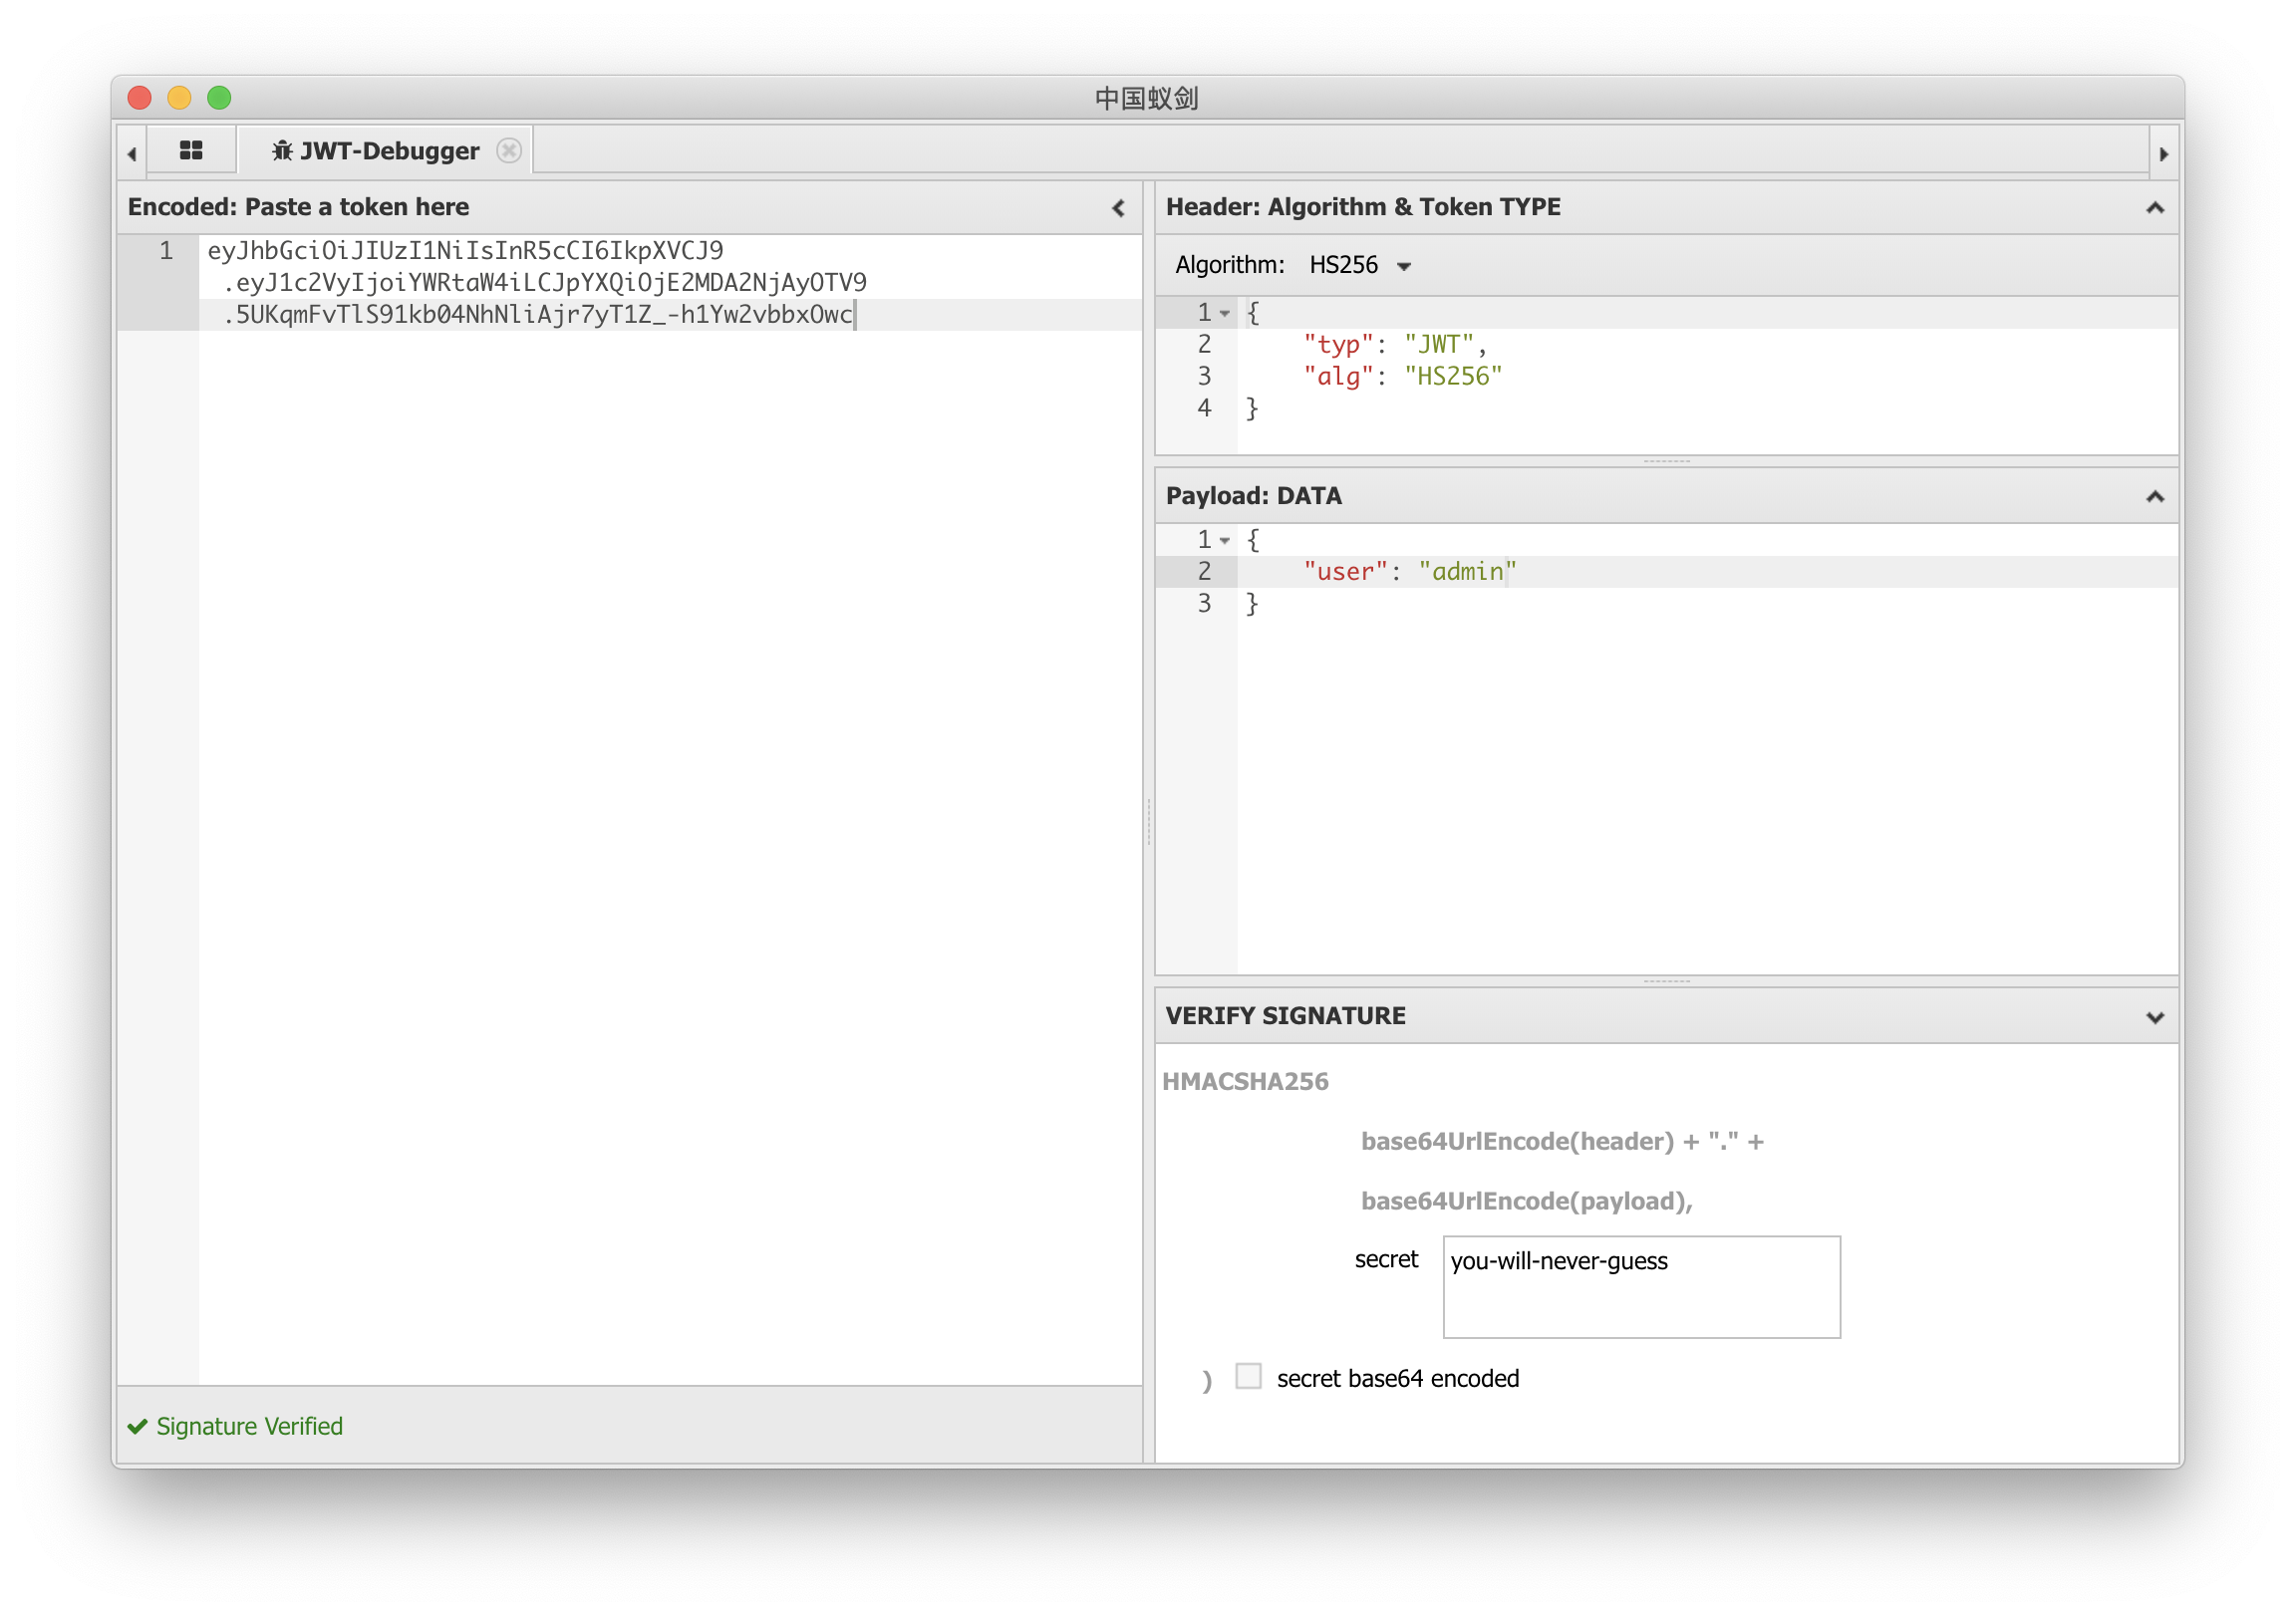 中国蚁剑
JWT-Debugger
Encoded: Paste a token here
1 eyJhbGciOiJIUzI1NiIsInR5cCI6IkpXVCJ9
.eyJ1c2VyIjoiYWRtaW4iLCJpYXQiOjE2MDA2NjAyOTV9
.5UKqmFvTlS91kb04NhNliAjr7yT1Z_-h1Yw2vbbxOwc
Signature Verified
Header: Algorithm & Token TYPE
Algorithm: HS256
1 {
2 "typ": "JWT",
3 "alg": "HS256"
4 }
Payload: DATA
1 {
2 "user": "admin"
3 }
VERIFY SIGNATURE
HMACSHA256
base64UrlEncode(header) + "." +
base64UrlEncode(payload),
secret you-will-never-guess
) secret base64 encoded